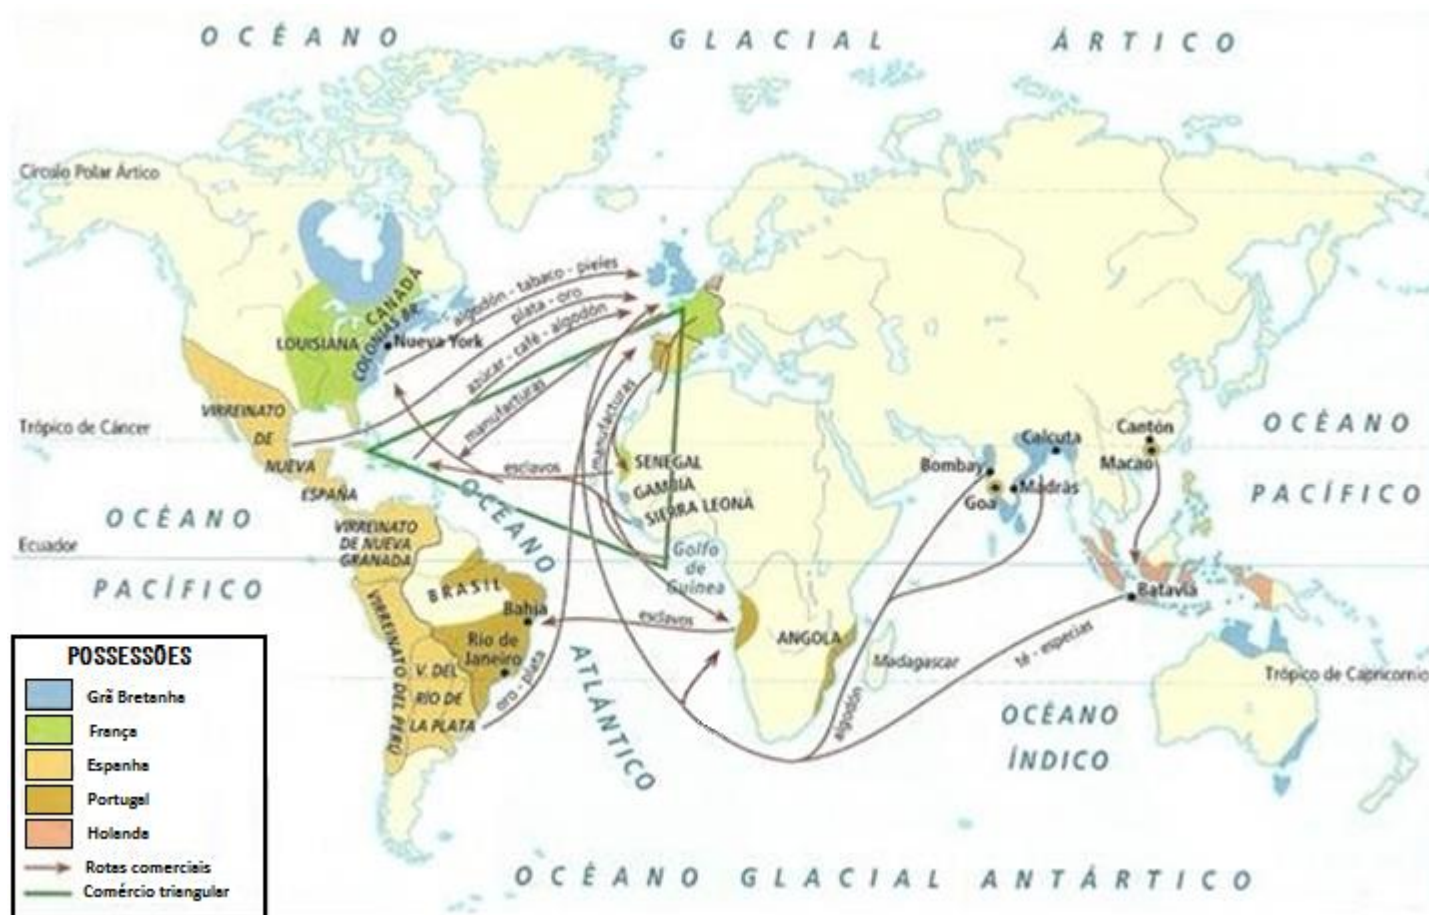 OCÉANO GLACIAL ÁRTICO
Círculo Polar Ártico
CANADÁ
COLONIAS BR.
LOUISIANA
Nueva York
algodón - tabaco - pieles
plata - oro
azúcar - café - algodón
manufacturas
manufacturas
Trópico de Cáncer
VIRREINATO
DE
NUEVA
ESPAÑA
esclavos
SENEGAL
GAMBIA
SIERRA LEONA
Golfo
de
Guinea
Calcuta
Bombay
Madrás
Goa
Cantón
Macao
OCÉANO
PACÍFICO
OCÉANO
PACÍFICO
Ecuador
VIRREINATO
DE NUEVA
GRANADA
BRASIL
Bahía
Río de
Janeiro
VIRREINATO DEL PERÚ
V. DEL
RÍO DE
LA PLATA
oro - plata
OCÉANO
ATLÁNTICO
esclavos
ANGOLA
Madagascar
algodón
té - especias
Batavia
Trópico de Capricornio
OCÉANO
ÍNDICO
OCÉANO GLACIAL ANTÁRTICO
POSSESSÕES
Grã Bretanha
França
Espanha
Portugal
Holanda
Rotas comerciais
Comércio triangular